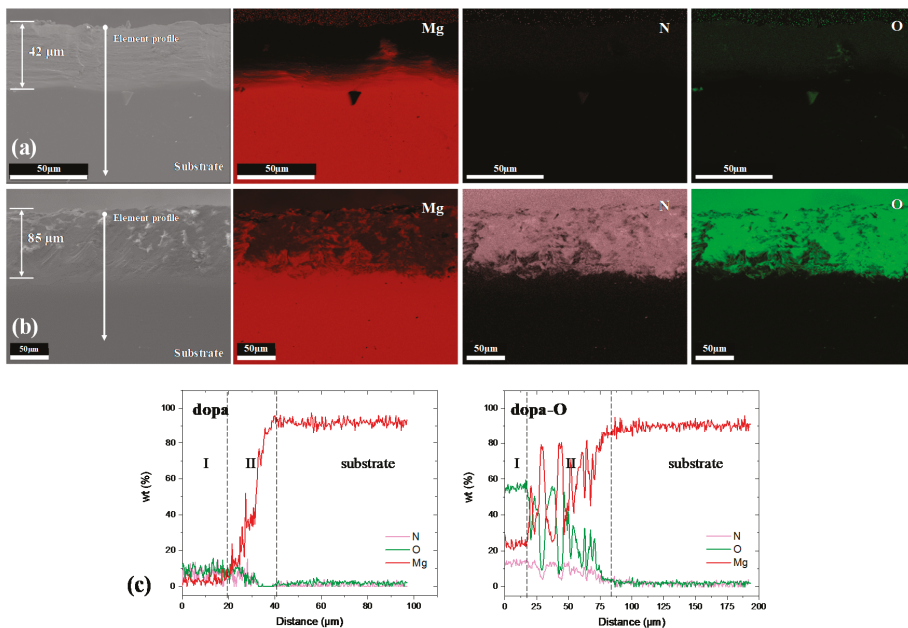 Element profile
Mg
N
O
42 µm
(a)
Substrate
50µm
50µm
50µm
50µm
Element profile
Mg
N
O
85 µm
(b)
Substrate
50µm
50µm
50µm
50µm
dopa
I
II
substrate
wt (%)
100
80
60
40
20
0
N
O
Mg
0 20 40 60 80 100
Distance (µm)
dopa-O
I
II
substrate
wt (%)
100
80
60
40
20
0
N
O
Mg
0 25 50 75 100 125 150 175 200
Distance (µm)
(c)